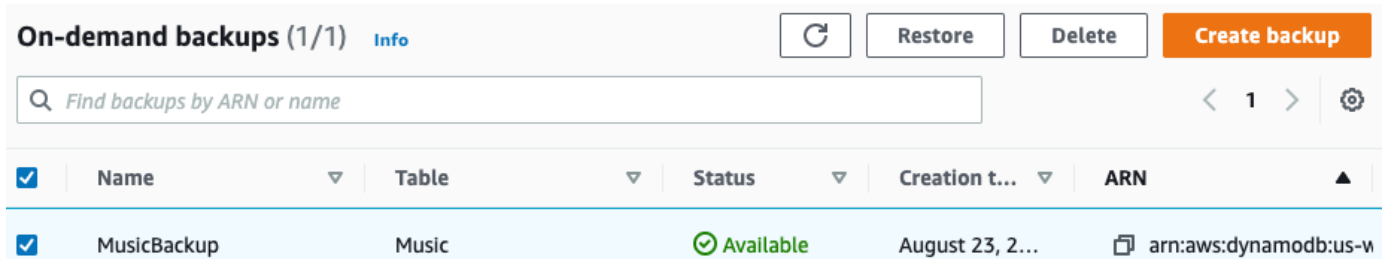 On-demand backups (1/1) Info Restore Delete Create backup
Find backups by ARN or name 1
Name Table Status Creation t... ARN
MusicBackup Music Available August 23, 2... arn:aws:dynamodb:us-w